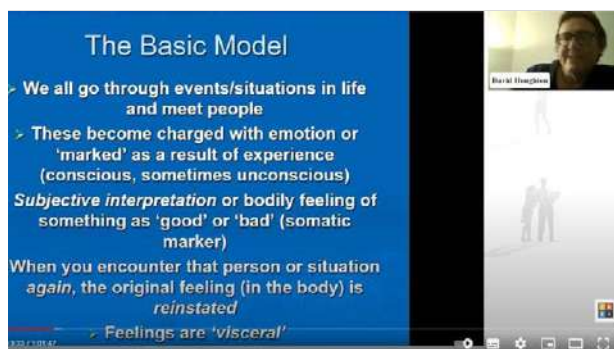 The Basic Model
David Houghton
We all go through events/situations in life
and meet people
These become charged with emotion or
'marked' as a result of experience
(conscious, sometimes unconscious)
Subjective interpretation or bodily feeling of
something as 'good' or 'bad' (somatic
marker)
When you encounter that person or situation
again, the original feeling (in the body) is
reinstated
Feelings are 'visceral'
/ 1:01:47